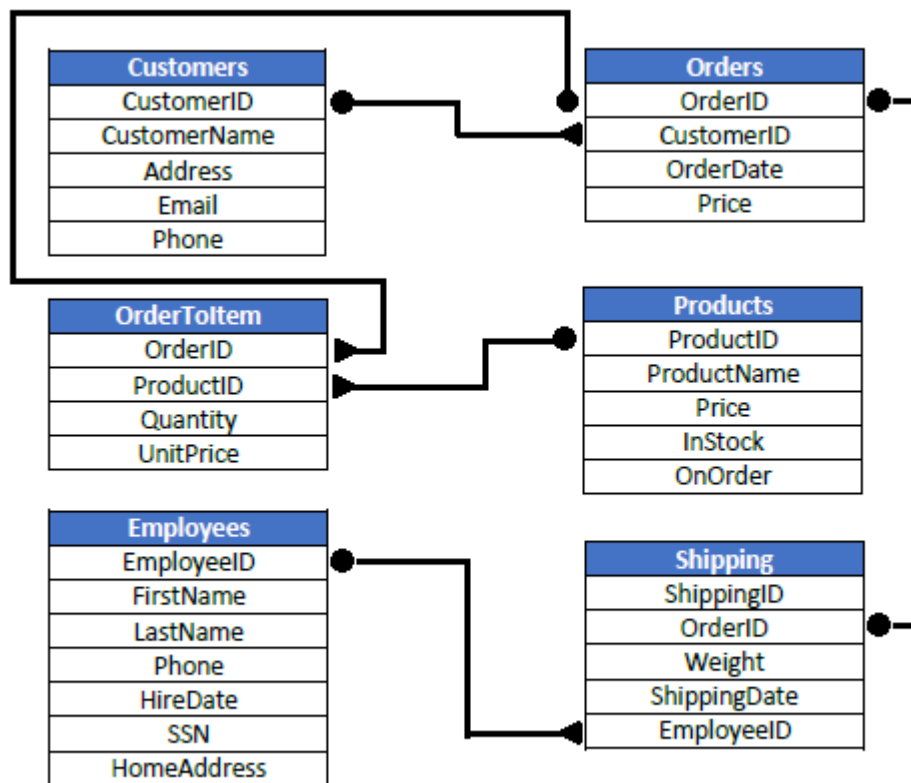 Customers
CustomerID
CustomerName
Address
Email
Phone
Orders
OrderID
CustomerID
OrderDate
Price
OrderToItem
OrderID
ProductID
Quantity
UnitPrice
Products
ProductID
ProductName
Price
InStock
OnOrder
Employees
EmployeeID
FirstName
LastName
Phone
HireDate
SSN
HomeAddress
Shipping
ShippingID
OrderID
Weight
ShippingDate
EmployeeID